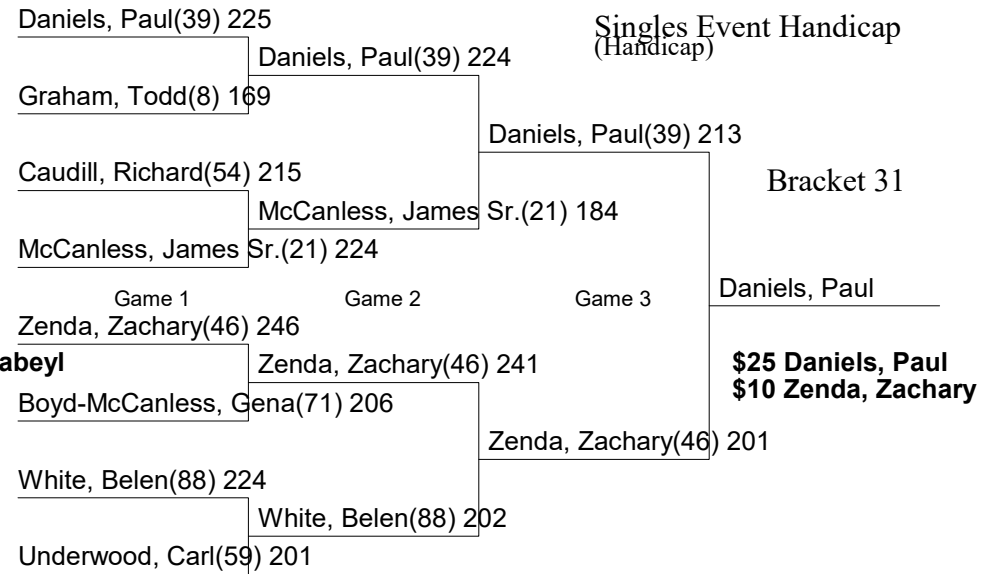 Daniels, Paul(39) 225
Singles Event Handicap
(Handicap)
Daniels, Paul(39) 224
Graham, Todd(8) 169
Daniels, Paul(39) 213
Caudill, Richard(54) 215
Bracket 31
McCanless, James Sr.(21) 184
McCanless, James Sr.(21) 224
Daniels, Paul
Game 1 Game 2 Game 3
Zenda, Zachary(46) 246
abeyl
Zenda, Zachary(46) 241
$25 Daniels, Paul
$10 Zenda, Zachary
Boyd-McCanless, Gena(71) 206
Zenda, Zachary(46) 201
White, Belen(88) 224
White, Belen(88) 202
Underwood, Carl(59) 201